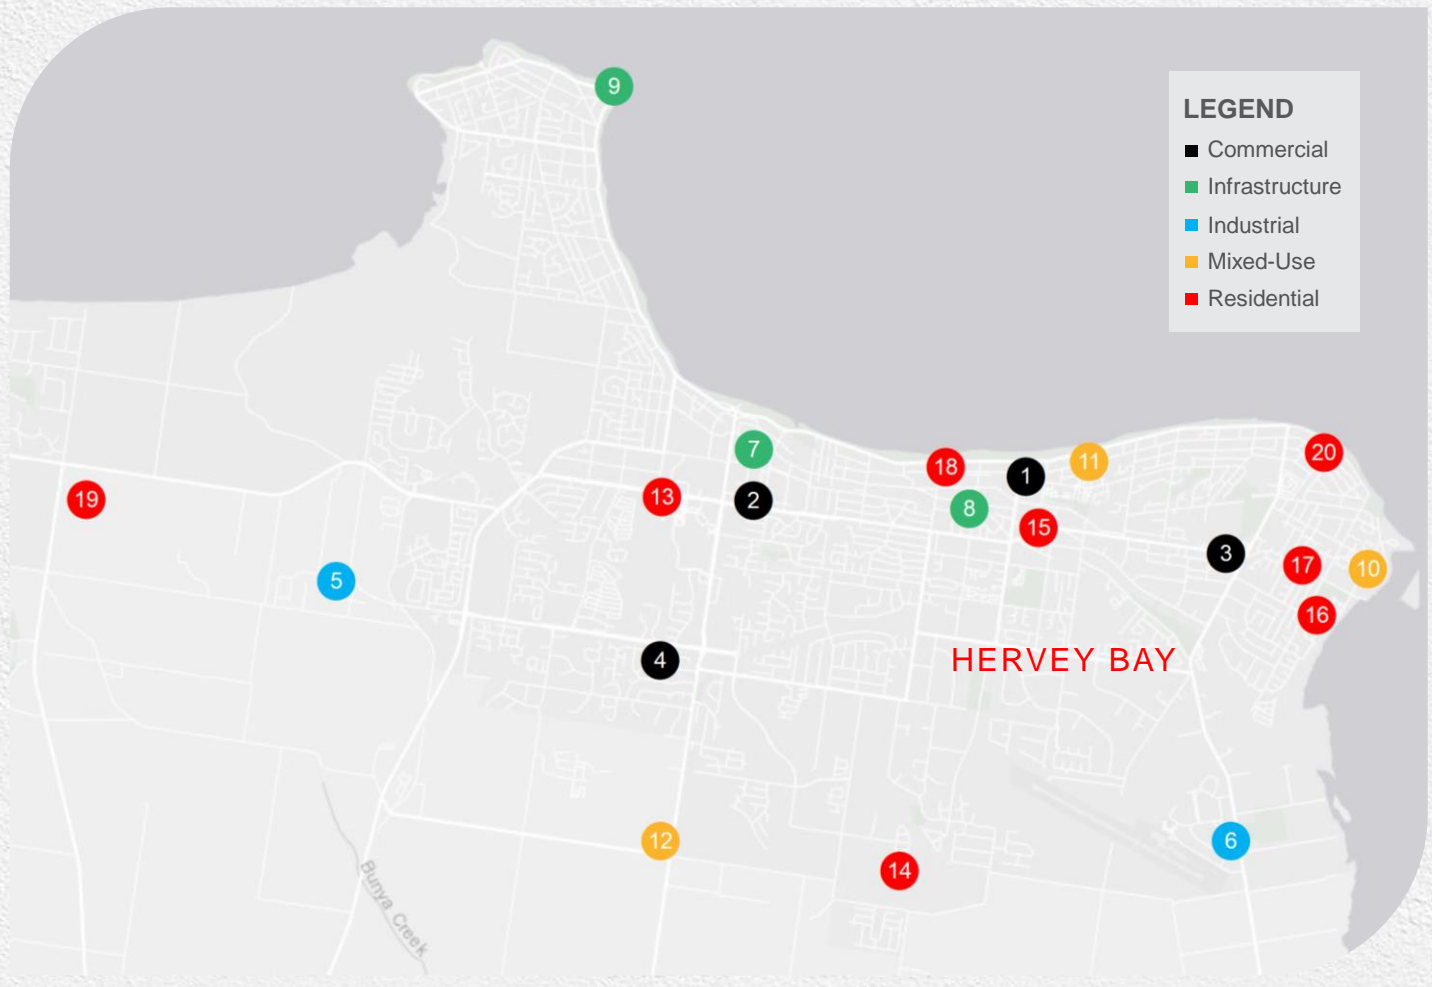 9
LEGEND
Commercial
Infrastructure
Industrial
Mixed-Use
Residential
7
18
1
11
20
19
13
2
8
15
3
17
10
5
16
4
HERVEY BAY
12
14
6
Bunya Creek